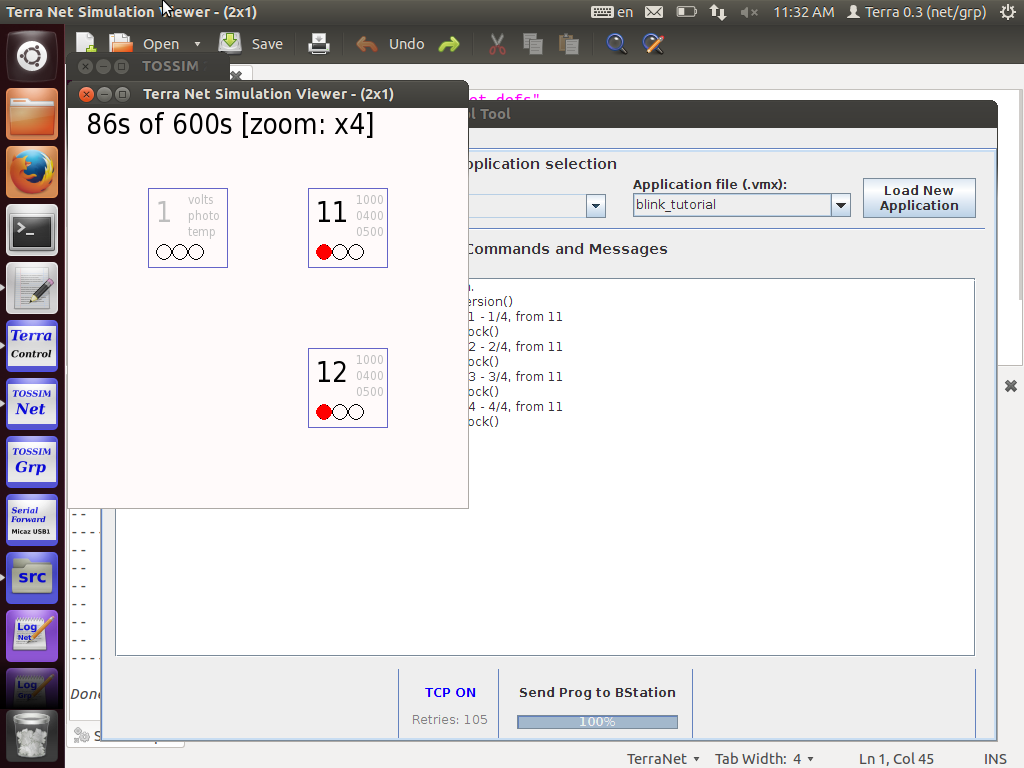 Terra Net Simulation Viewer - (2x1)
en
11:32 AM
Terra 0.3 (net/grp)
Open
Save
Undo
TOSSIM
Terra Net Simulation Viewer - (2x1)
86s of 600s [zoom: x4]
1
volts
photo
temp
11
1000
0400
0500
12
1000
0400
0500
Tool
pplication selection
Application file (.vmx):
blink_tutorial
Load New
Application
Commands and Messages
ersion()
1 - 1/4, from 11
ock()
2 - 2/4, from 11
ock()
3 - 3/4, from 11
ock()
4 - 4/4, from 11
ock()
Terra
Control
TOSSIM
Net
TOSSIM
Grp
Serial
Forward
Micaz USB1
src
Log
Net
Log
Grp
--
----
--
--
--
--
--
--
----
Done
S
TCP ON
Retries: 105
Send Prog to BStation
100%
TerraNet
Tab Width: 4
Ln 1, Col 45
INS